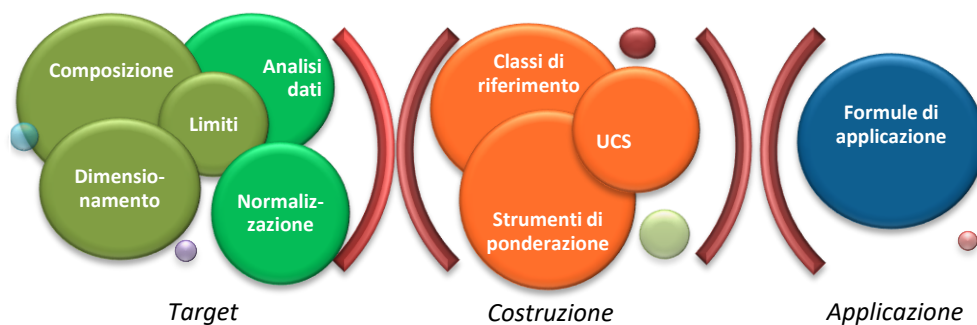 Composizione
Analisi
dati
Limiti
Dimensio-
namento
Normaliz-
zazione
Classi di
riferimento
UCS
Strumenti di
ponderazione
Formule di
applicazione
Target
Costruzione
Applicazione